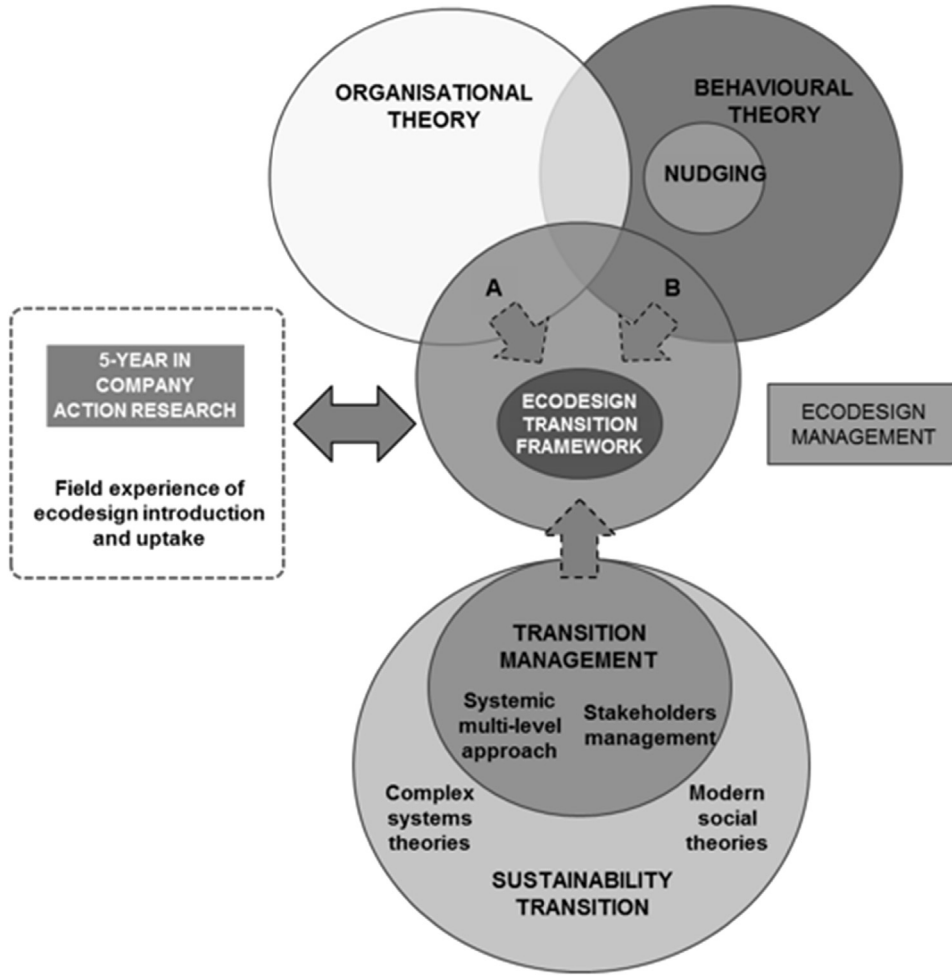 ORGANISATIONAL
THEORY
BEHAVIOURAL
THEORY
NUDGING
A
B
5-YEAR IN
COMPANY
ACTION RESEARCH
Field experience of
ecodesign introduction
and uptake
ECODESIGN
TRANSITION
FRAMEWORK
ECODESIGN
MANAGEMENT
TRANSITION
MANAGEMENT
Systemic
multi-level
approach
Stakeholders
management
Complex
systems
theories
Modern
social
theories
SUSTAINABILITY
TRANSITION